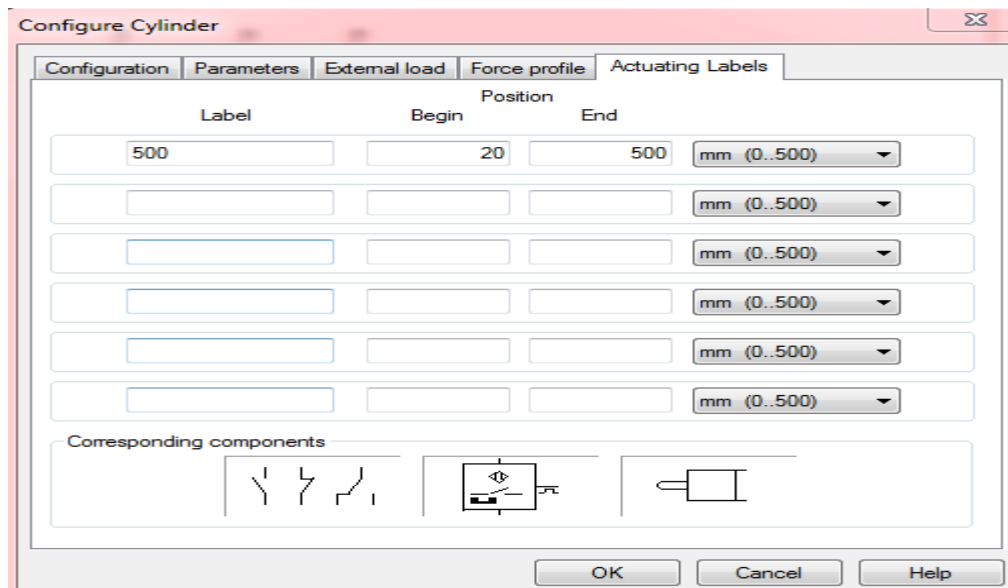 Configure Cylinder
Configuration Parameters External load Force profile Actuating Labels
Position
Label Begin End
500 20 500 mm (0..500)
mm (0..500)
mm (0..500)
mm (0..500)
mm (0..500)
mm (0..500)
Corresponding components
OK Cancel Help